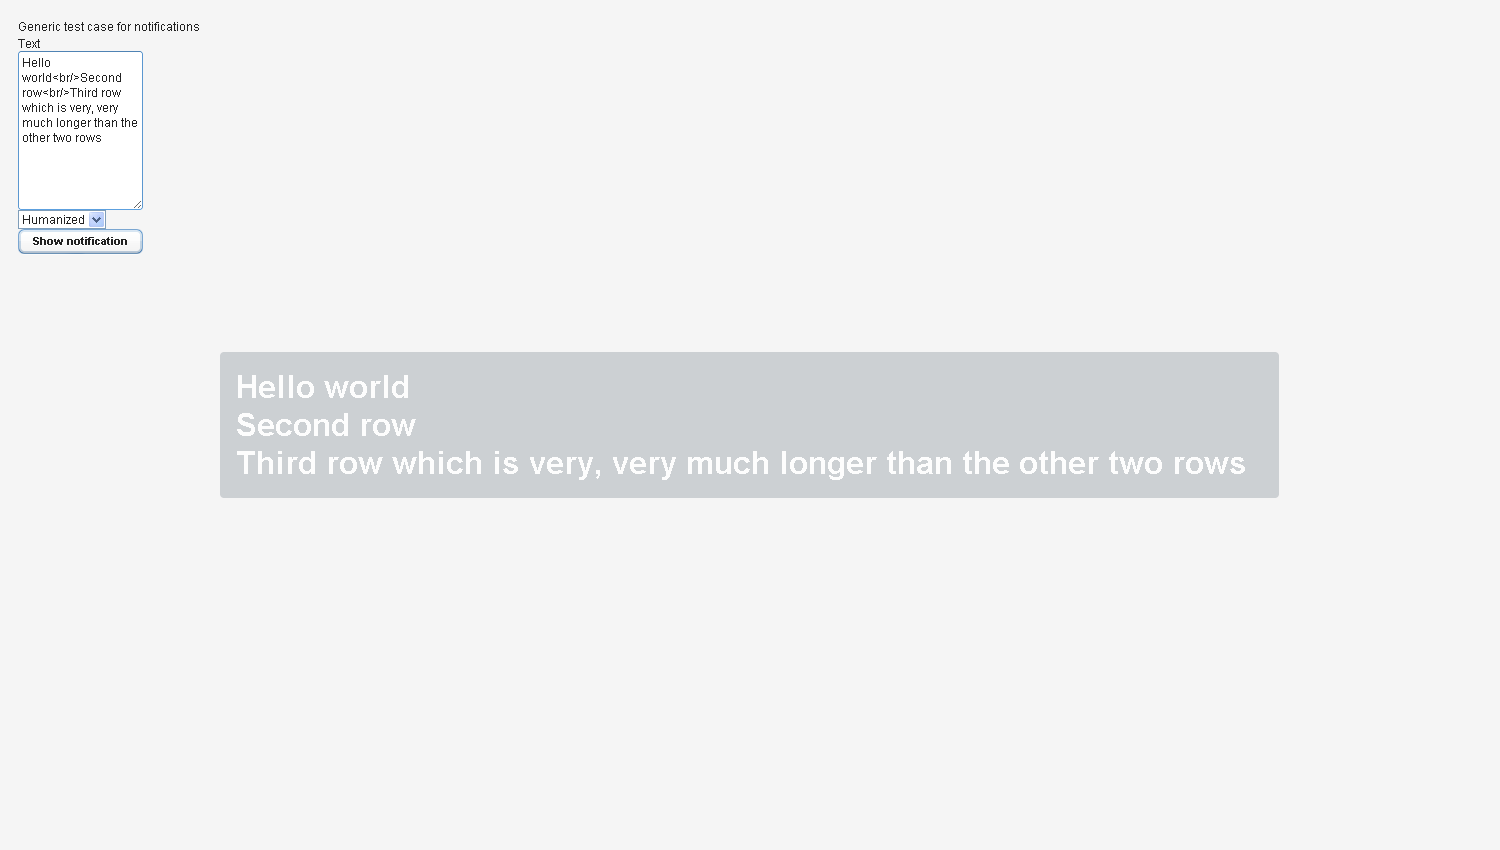 Generic test case for notifications
Text
Hello
world<br/>Second
row<br/>Third row
which is very, very
much longer than the
other two rows
Humanized
Show notification
Hello world
Second row
Third row which is very, very much longer than the other two rows